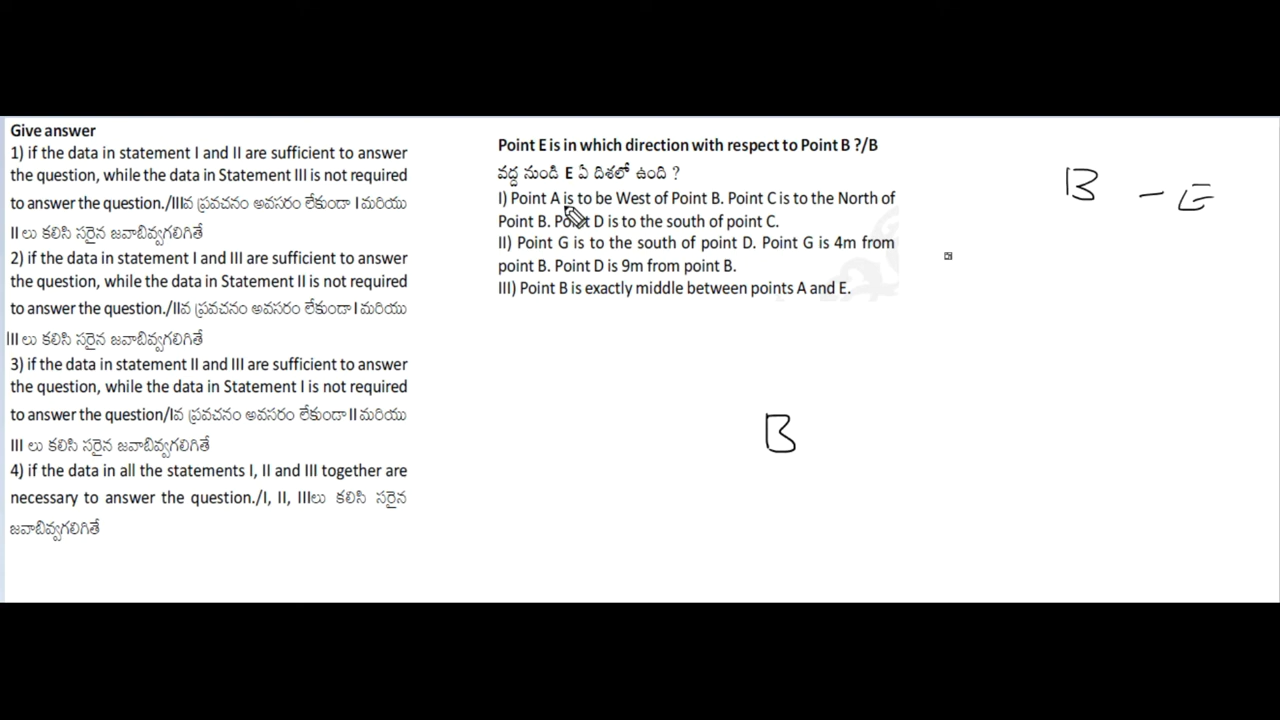 Give answer
1) if the data in statement I and II are sufficient to answer
the question, while the data in Statement III is not required
to answer the question./IIIవ ప్రవచనం అవసరం లేకుండా I మరియు
II లు కలిసి సరైన జవాబివ్వగలిగితే
2) if the data in statement I and III are sufficient to answer
the question, while the data in Statement II is not required
to answer the question./IIవ ప్రవచనం అవసరం లేకుండా I మరియు
III లు కలిసి సరైన జవాబివ్వగలిగితే
3) if the data in statement II and III are sufficient to answer
the question, while the data in Statement I is not required
to answer the question/Iవ ప్రవచనం అవసరం లేకుండా II మరియు
III లు కలిసి సరైన జవాబివ్వగలిగితే
4) if the data in all the statements I, II and III together are
necessary to answer the question./I, II, IIIలు కలిసి సరైన
జవాబివ్వగలిగితే
Point E is in which direction with respect to Point B ?/B
వద్ద నుండి E ఏ దిశలో ఉంది ?
I) Point A is to be West of Point B. Point C is to the North of
Point B. Point D is to the south of point C.
II) Point G is to the south of point D. Point G is 4m from
point B. Point D is 9m from point B.
III) Point B is exactly middle between points A and E.
B – E
B